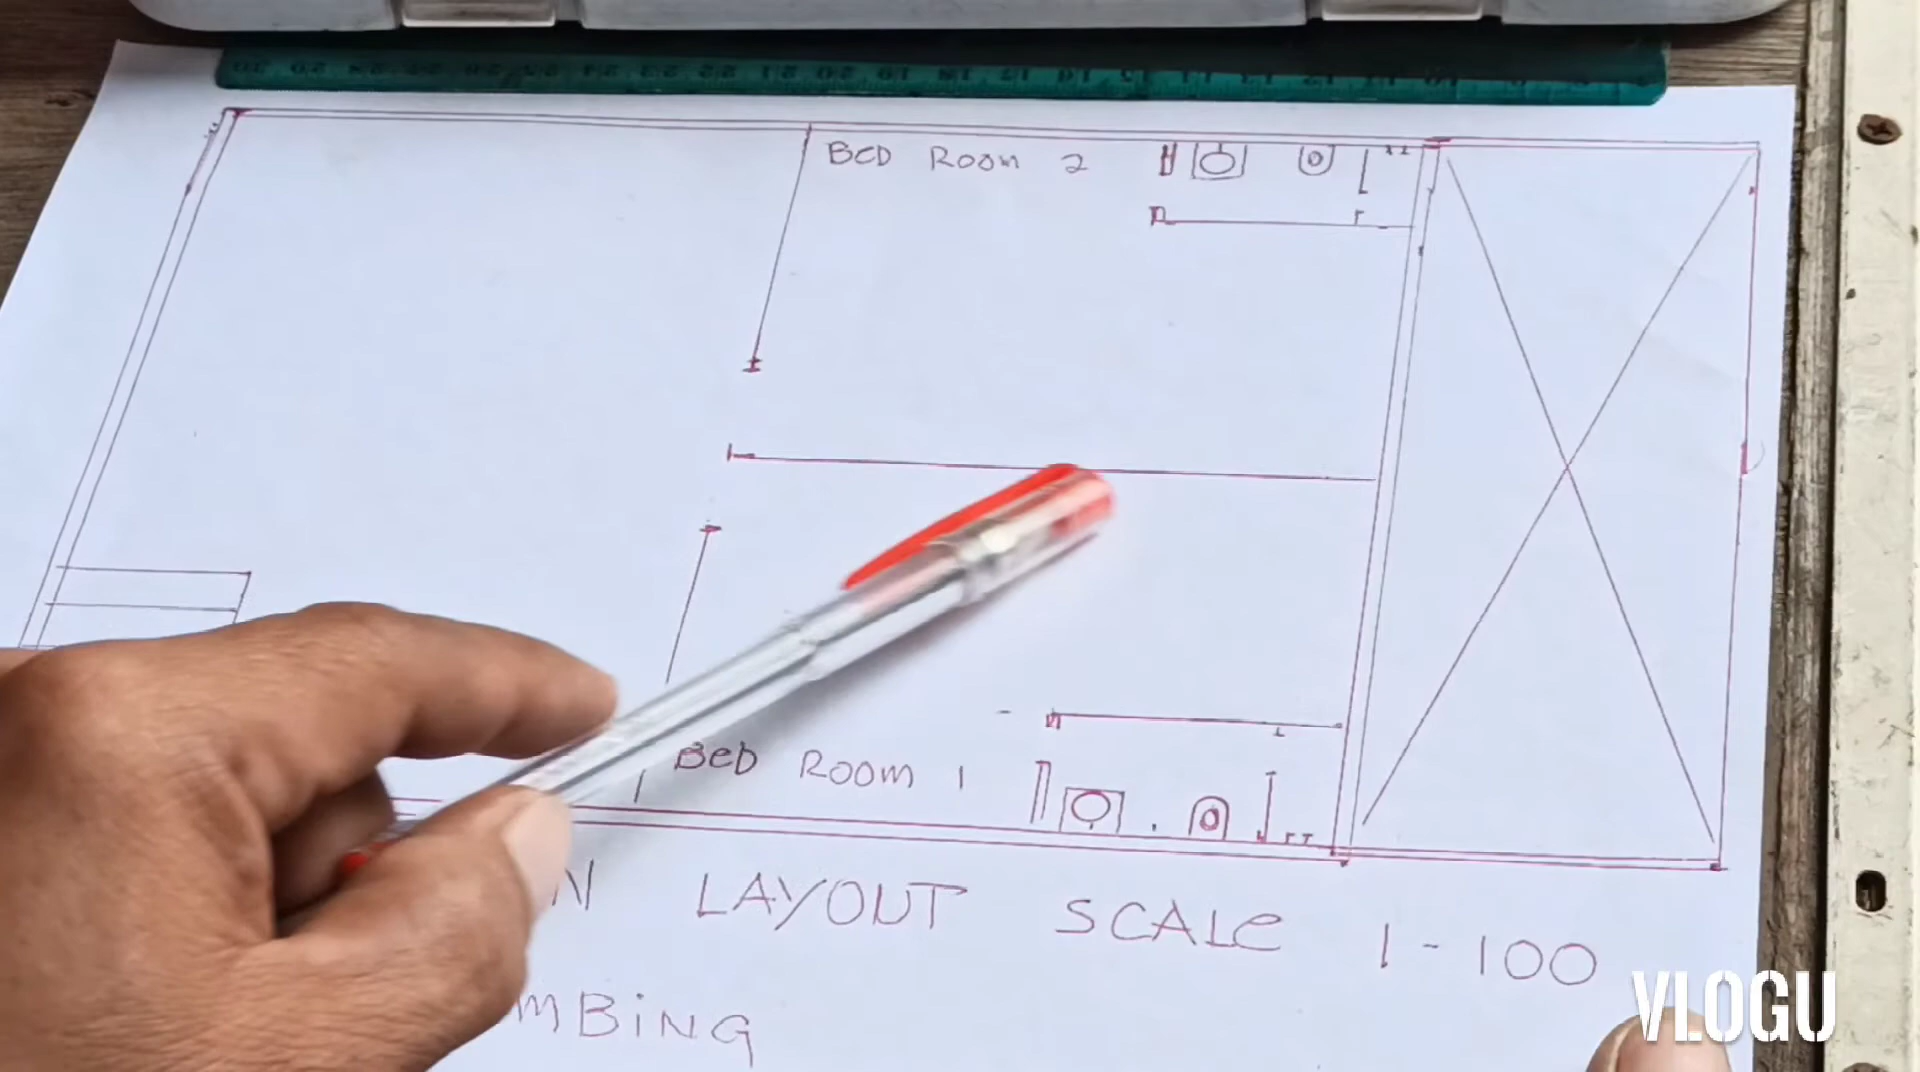 BED ROOM 2
BED ROOM 1
N LAYOUT SCALE 1-100
MBiNG
VLOGU